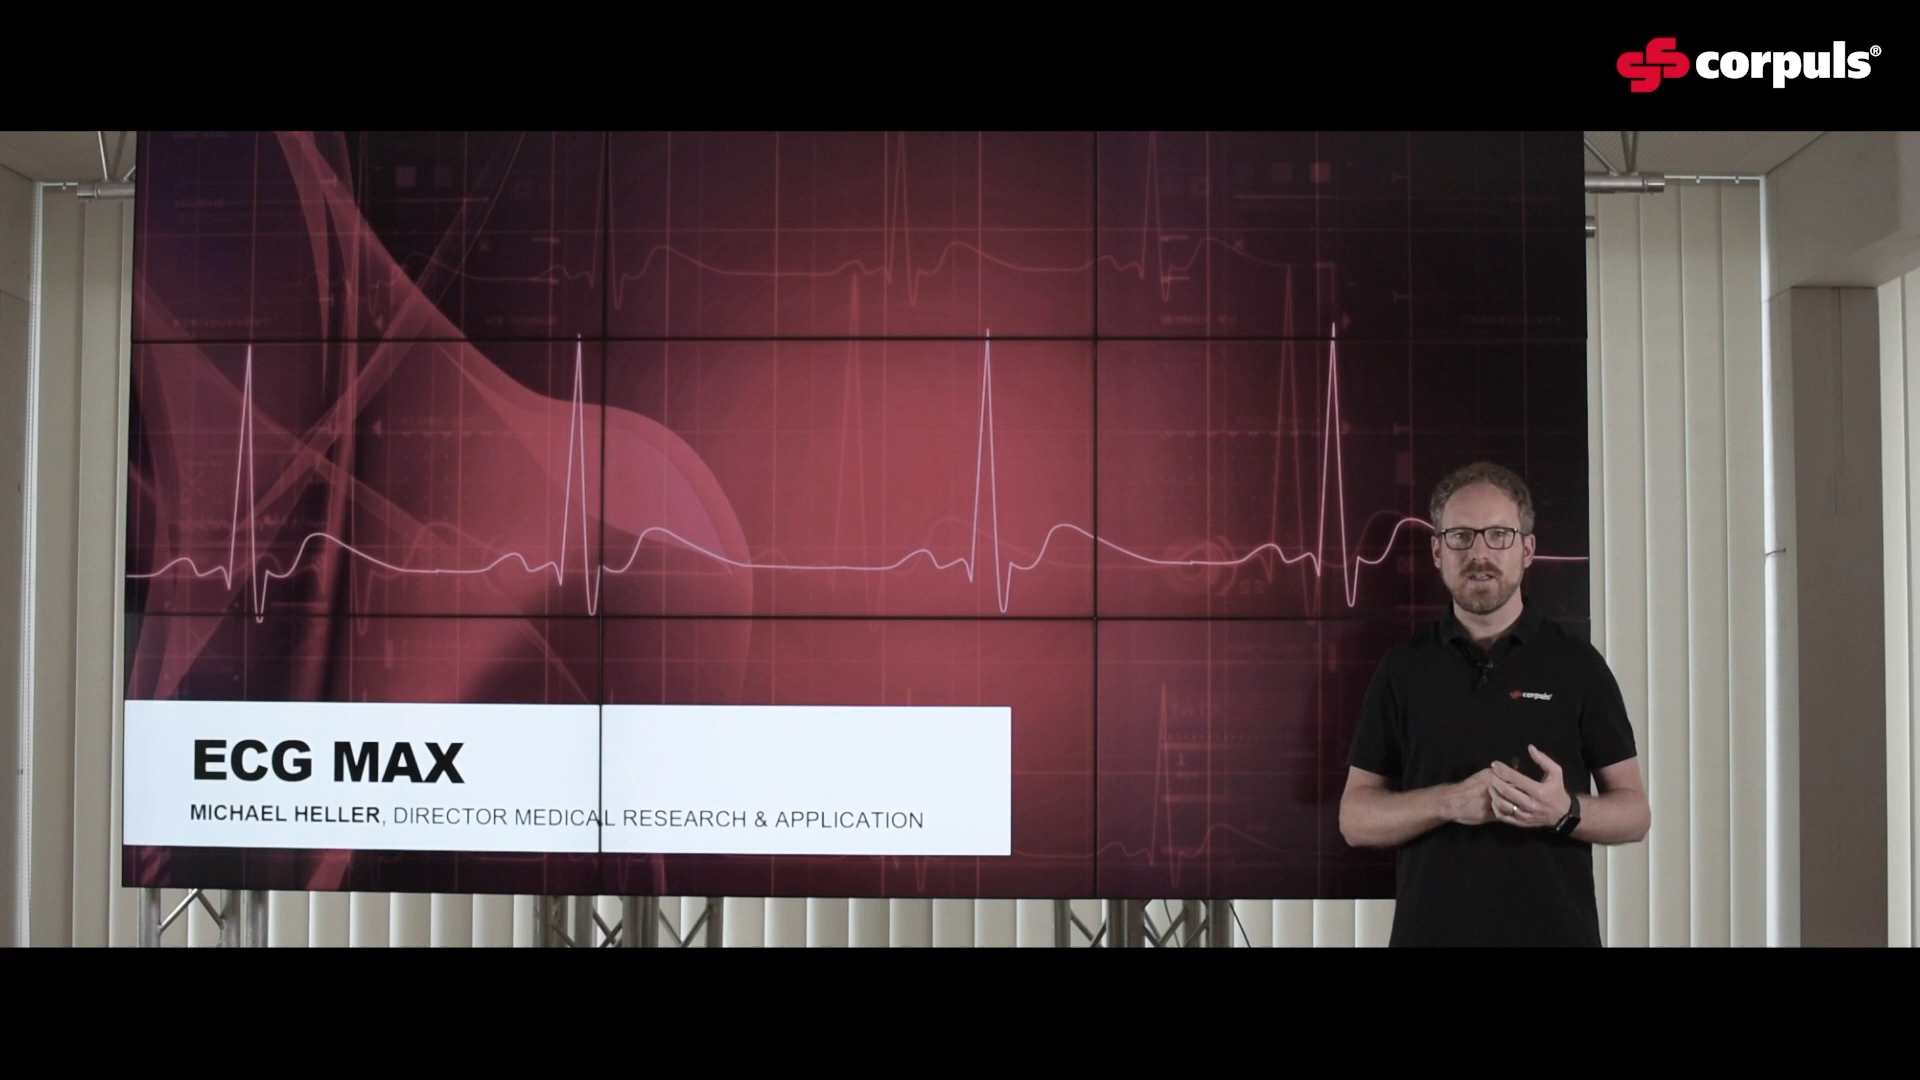 corpuls®
corpuls
ECG MAX
MICHAEL HELLER, DIRECTOR MEDICAL RESEARCH & APPLICATION